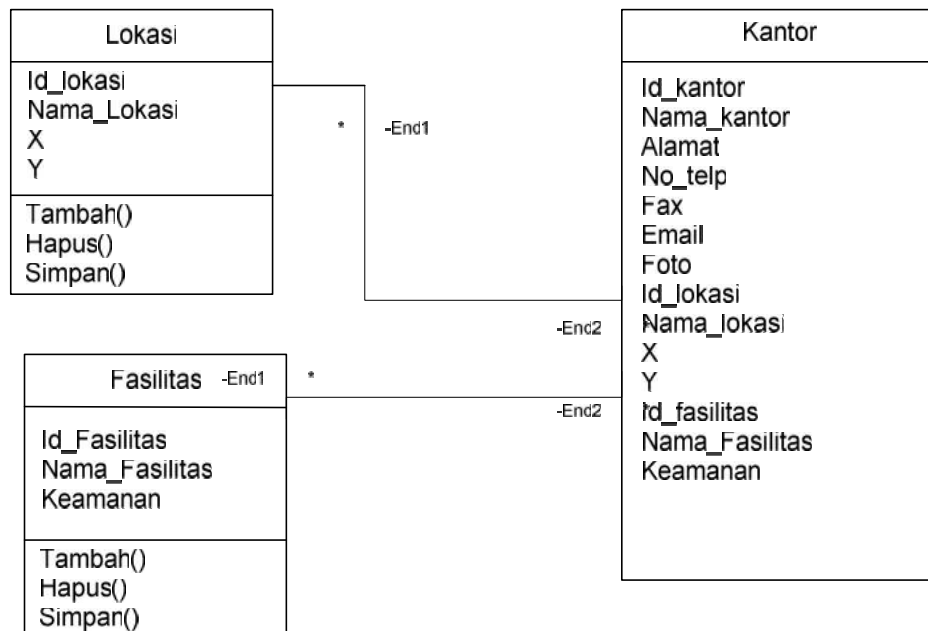 Lokasi
Id_lokasi
Nama_Lokasi
X
Y
Tambah()
Hapus()
Simpan()
* -End1
-End2 *
Fasilitas
-End1 *
-End2 *
Id_Fasilitas
Nama_Fasilitas
Keamanan
Tambah()
Hapus()
Simpan()
Kantor
Id_kantor
Nama_kantor
Alamat
No_telp
Fax
Email
Foto
Id_lokasi
Nama_lokasi
X
Y
Id_fasilitas
Nama_Fasilitas
Keamanan